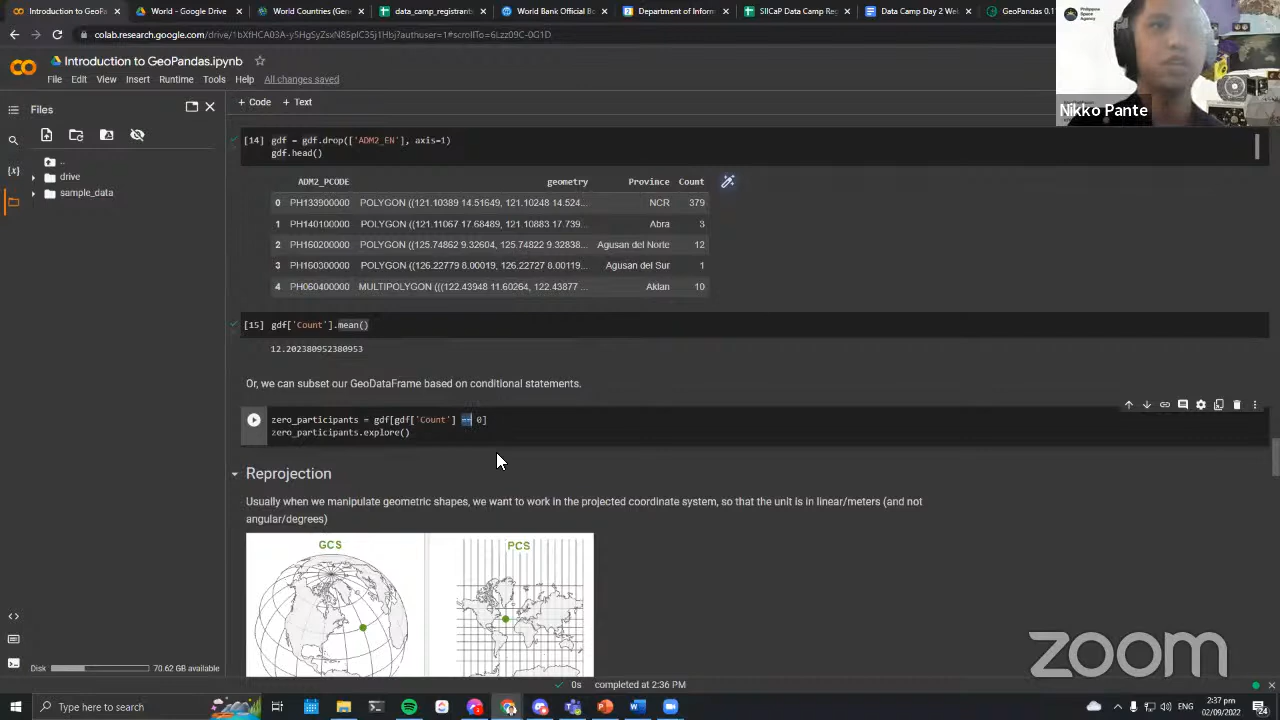 World - Google Drive
World Countries (Gen
data_camp_participants
World Bank Official Bo
Department of Inform
SIICaP Data Camp
Data Camp Day 2 We
GeoPandas 0.1
Introduction to GeoPandas.ipynb
File Edit View Insert Runtime Tools Help All changes saved
Files
+ Code + Text
..
drive
sample_data
[14] gdf = gdf.drop(['ADM2_EN'], axis=1)
gdf.head()
ADM2_PCODE geometry Province Count
0 PH133900000 POLYGON ((121.10389 14.51649, 121.10248 14.524... NCR 379
1 PH140100000 POLYGON ((121.11067 17.68489, 121.10883 17.739... Abra 3
2 PH160200000 POLYGON ((125.74862 9.32604, 125.74822 9.32838... Agusan del Norte 12
3 PH160300000 POLYGON ((126.22779 8.00019, 126.22727 8.00119... Agusan del Sur 1
4 PH060400000 MULTIPOLYGON (((122.43948 11.60264, 122.43877 ... Aklan 10
[15] gdf['Count'].mean()
12.202380952380953
Or, we can subset our GeoDataFrame based on conditional statements.
zero_participants = gdf[gdf['Count'] == 0]
zero_participants.explore()
Reprojection
Usually when we manipulate geometric shapes, we want to work in the projected coordinate system, so that the unit is in linear/meters (and not
angular/degrees)
GCS
PCS
Philippine
Space
Agency
Nikko Pante
zoom
Disk 70.62 GB available
0s completed at 2:36 PM
Type here to search
ENG
2:37 pm
02/09/2022
24